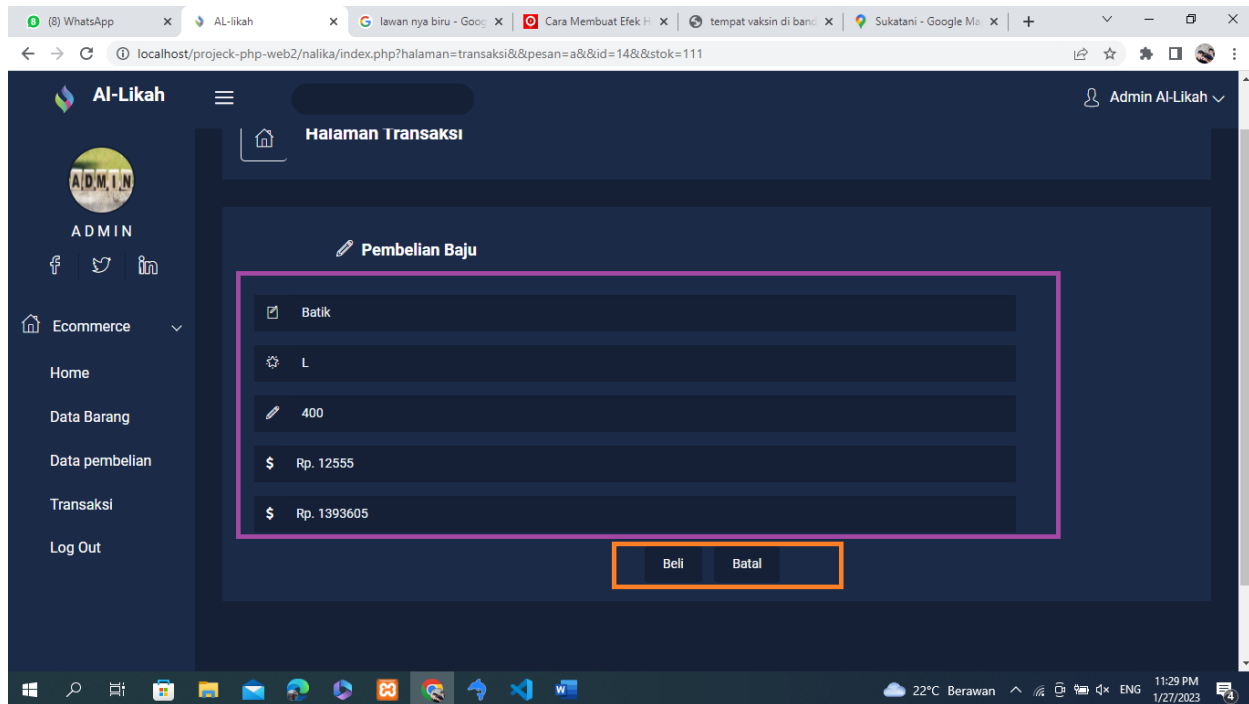 (8) WhatsApp
AL-likah
lawan nya biru - Goog
Cara Membuat Efek H
tempat vaksin di band
Sukatani - Google Ma
localhost/projeck-php-web2/nalika/index.php?halaman=transaksi&&pesan=a&&id=14&&stok=111
Al-Likah
Admin Al-Likah
Halaman Transaksi
ADMIN
ADMIN
Pembelian Baju
Ecommerce
Home
Data Barang
Data pembelian
Transaksi
Log Out
Batik
L
400
$ Rp. 12555
$ Rp. 1393605
Beli Batal
22°C Berawan
ENG
11:29 PM
1/27/2023
4